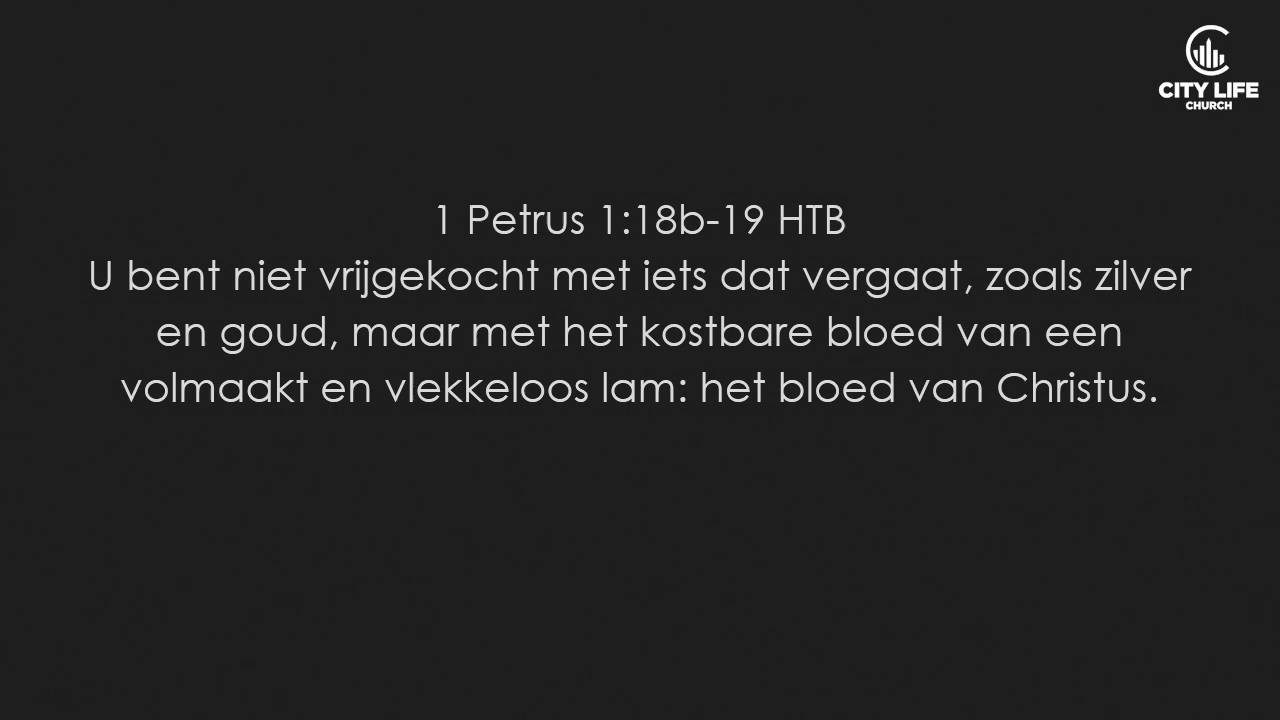 CITY LIFE
CHURCH
1 Petrus 1:18b-19 HTB
U bent niet vrijgekocht met iets dat vergaat, zoals zilver
en goud, maar met het kostbare bloed van een
volmaakt en vlekkeloos lam: het bloed van Christus.